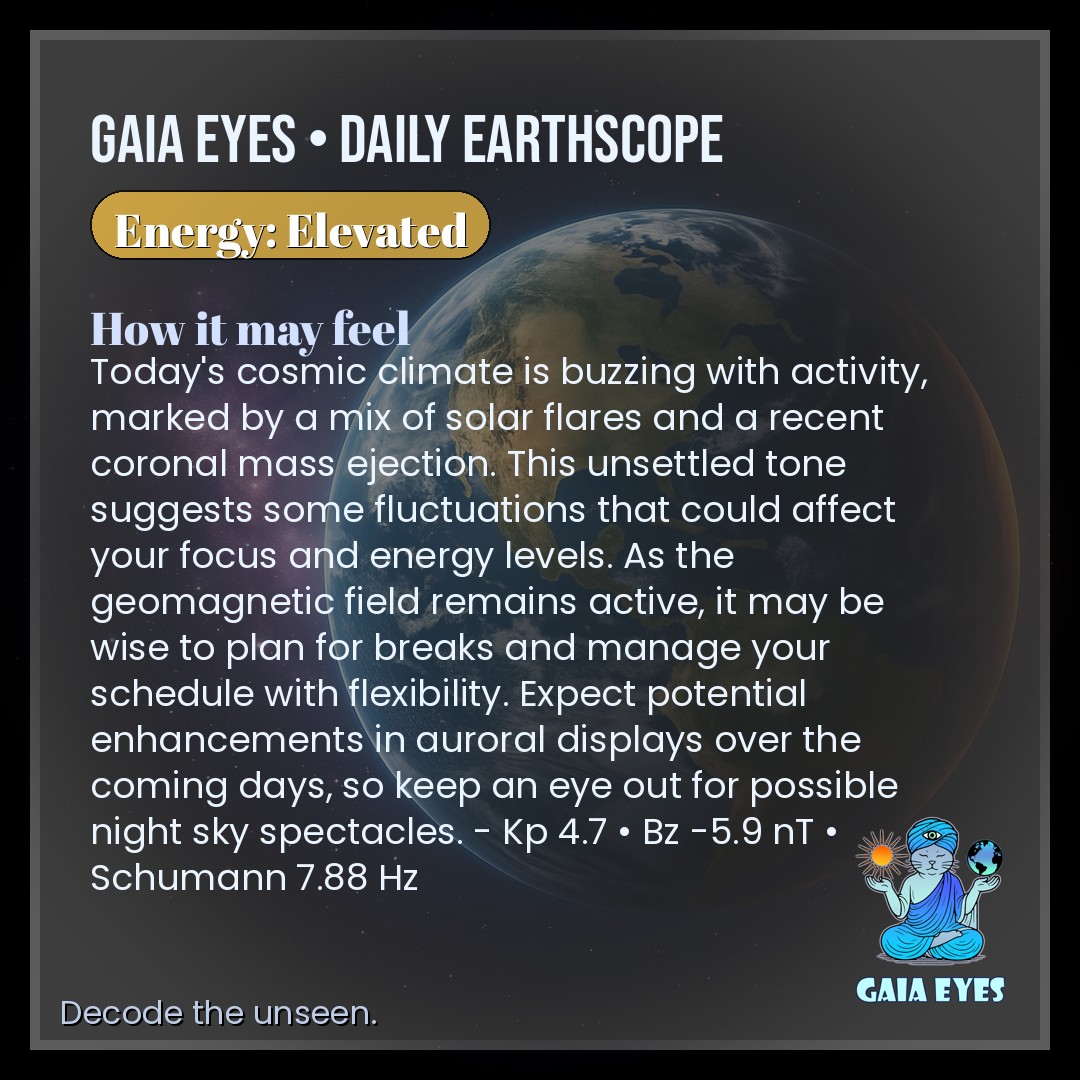 GAIA EYES • DAILY EARTHSCOPE
Energy: Elevated
How it may feel
Today's cosmic climate is buzzing with activity,
marked by a mix of solar flares and a recent
coronal mass ejection. This unsettled tone
suggests some fluctuations that could affect
your focus and energy levels. As the
geomagnetic field remains active, it may be
wise to plan for breaks and manage your
schedule with flexibility. Expect potential
enhancements in auroral displays over the
coming days, so keep an eye out for possible
night sky spectacles. - Kp 4.7 • Bz -5.9 nT •
Schumann 7.88 Hz
GAIA EYES
Decode the unseen.